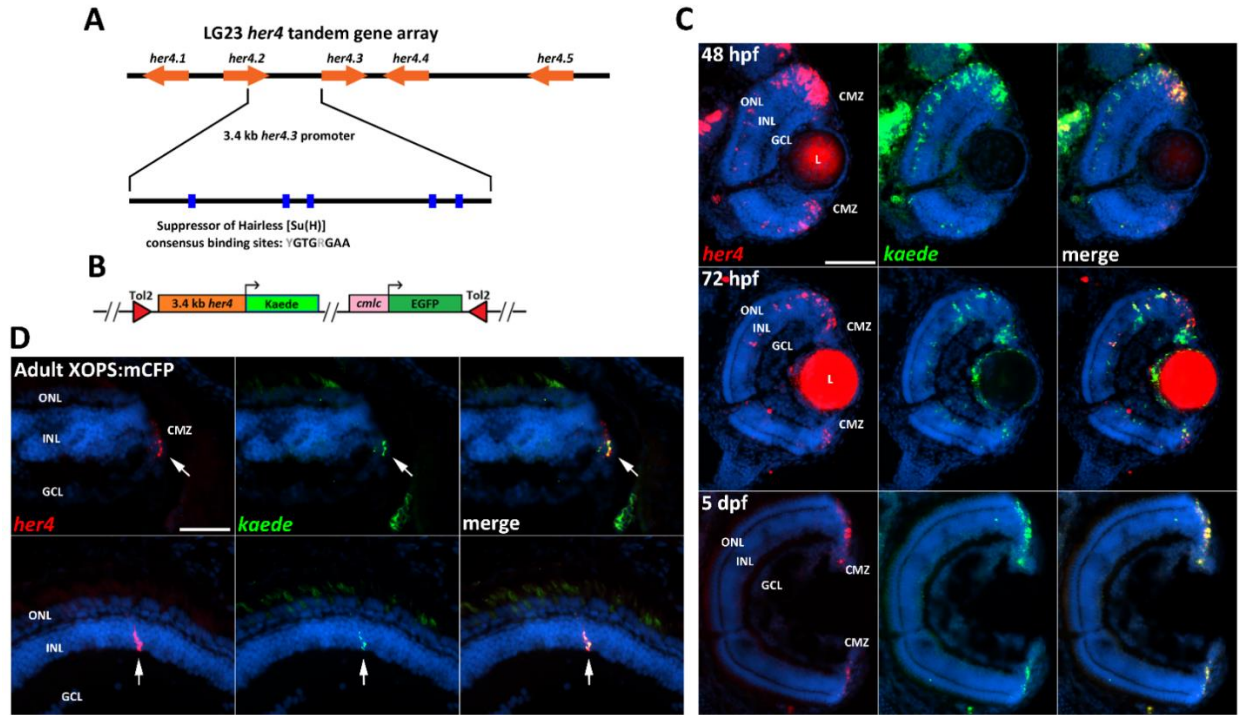 A
LG23 her4 tandem gene array
her4.1 her4.2 her4.3 her4.4 her4.5
3.4 kb her4.3 promoter
Suppressor of Hairless [Su(H)]
consensus binding sites: YGTGRGAA
B
Tol2 Tol2
3.4 kb her4 Kaede cmlc EGFP
C
48 hpf
ONL
INL
GCL
L
CMZ
CMZ
her4 kaede merge
72 hpf
ONL
INL
GCL
L
CMZ
CMZ
5 dpf
ONL
INL
GCL
CMZ
CMZ
D
Adult XOPS:mCFP
ONL
CMZ
INL
GCL
her4 kaede merge
ONL
INL
GCL